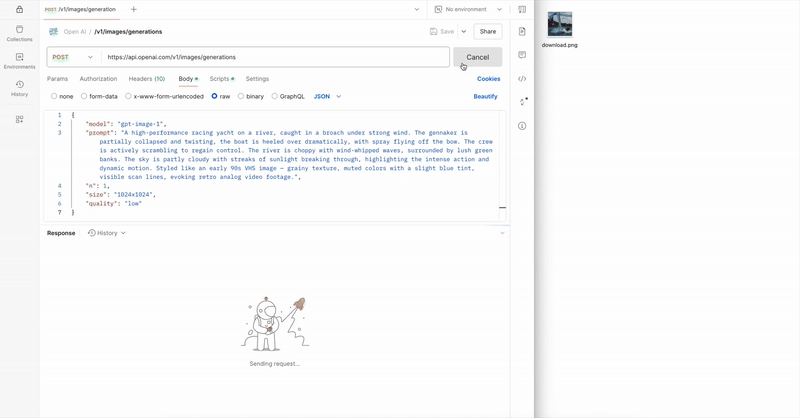 POST /v1/images/generation
No environment
Open AI / /v1/images/generations
Save
Share
POST
https://api.openai.com/v1/images/generations
Cancel
Params
Authorization
Headers (10)
Body
Scripts
Settings
Cookies
none
form-data
x-www-form-urlencoded
raw
binary
GraphQL
JSON
Beautify
1 {
2 "model": "gpt-image-1",
3 "prompt": "A high-performance racing yacht on a river, caught in a broach under strong wind. The gennaker is
partially collapsed and twisting, the boat is heeled over dramatically, with spray flying off the bow. The crew
is actively scrambling to regain control. The river is choppy with wind-whipped waves, surrounded by lush green
banks. The sky is partly cloudy with streaks of sunlight breaking through, highlighting the intense action and
dynamic motion. Styled like an early 90s VHS image — grainy texture, muted colors with a slight blue tint,
visible scan lines, evoking retro analog video footage.",
4 "n": 1,
5 "size": "1024x1024",
6 "quality": "low"
7 }
Response
History
Sending request...
Collections
Environments
History
download.png